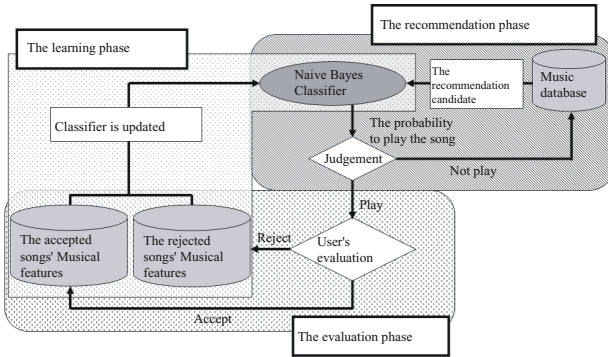 The recommendation phase
The learning phase
Naive Bayes
Classifier
The
recommendation
candidate
Music
database
Classifier is updated
The probability
to play the song
Judgement
Not play
Play
The accepted
songs' Musical
features
The rejected
songs' Musical
features
Reject
User's
evaluation
Accept
The evaluation phase